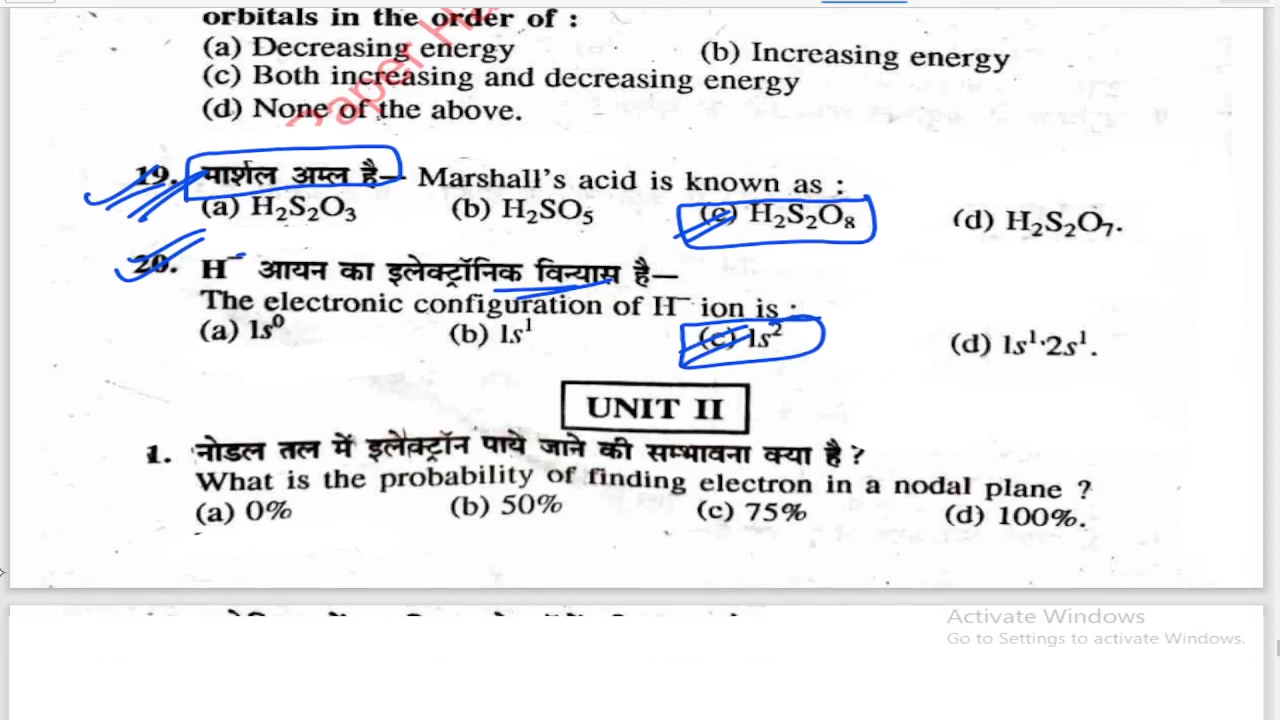 orbitals in the order of :
(a) Decreasing energy (b) Increasing energy
(c) Both increasing and decreasing energy
(d) None of the above.
19. मार्शल अम्ल है— Marshall's acid is known as :
(a) H₂S₂O₃ (b) H₂SO₅ (c) H₂S₂O₈ (d) H₂S₂O₇.
20. H⁻ आयन का इलेक्ट्रॉनिक विन्यास है—
The electronic configuration of H⁻ ion is :
(a) 1s⁰ (b) 1s¹ (c) 1s² (d) 1s¹·2s¹.
UNIT II
1. नोडल तल में इलैक्ट्रॉन पाये जाने की सम्भावना क्या है ?
What is the probability of finding electron in a nodal plane ?
(a) 0% (b) 50% (c) 75% (d) 100%.
Activate Windows
Go to Settings to activate Windows.